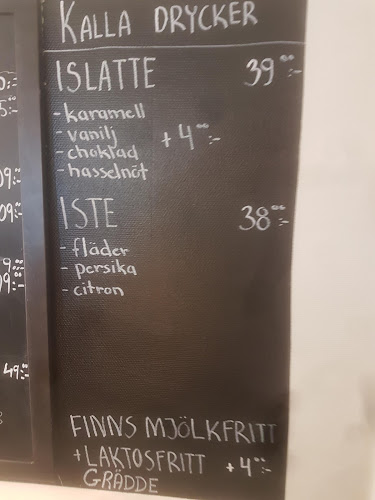 KALLA DRYCKER
ISLATTE 39:-
- karamell
- vanilj + 4:-
- choklad
- hasselnöt
ISTE 38:-
- fläder
- persika
- citron
FINNS MJÖLKFRITT
+ LAKTOSFRITT + 4:-
GRÄDDE
49:-